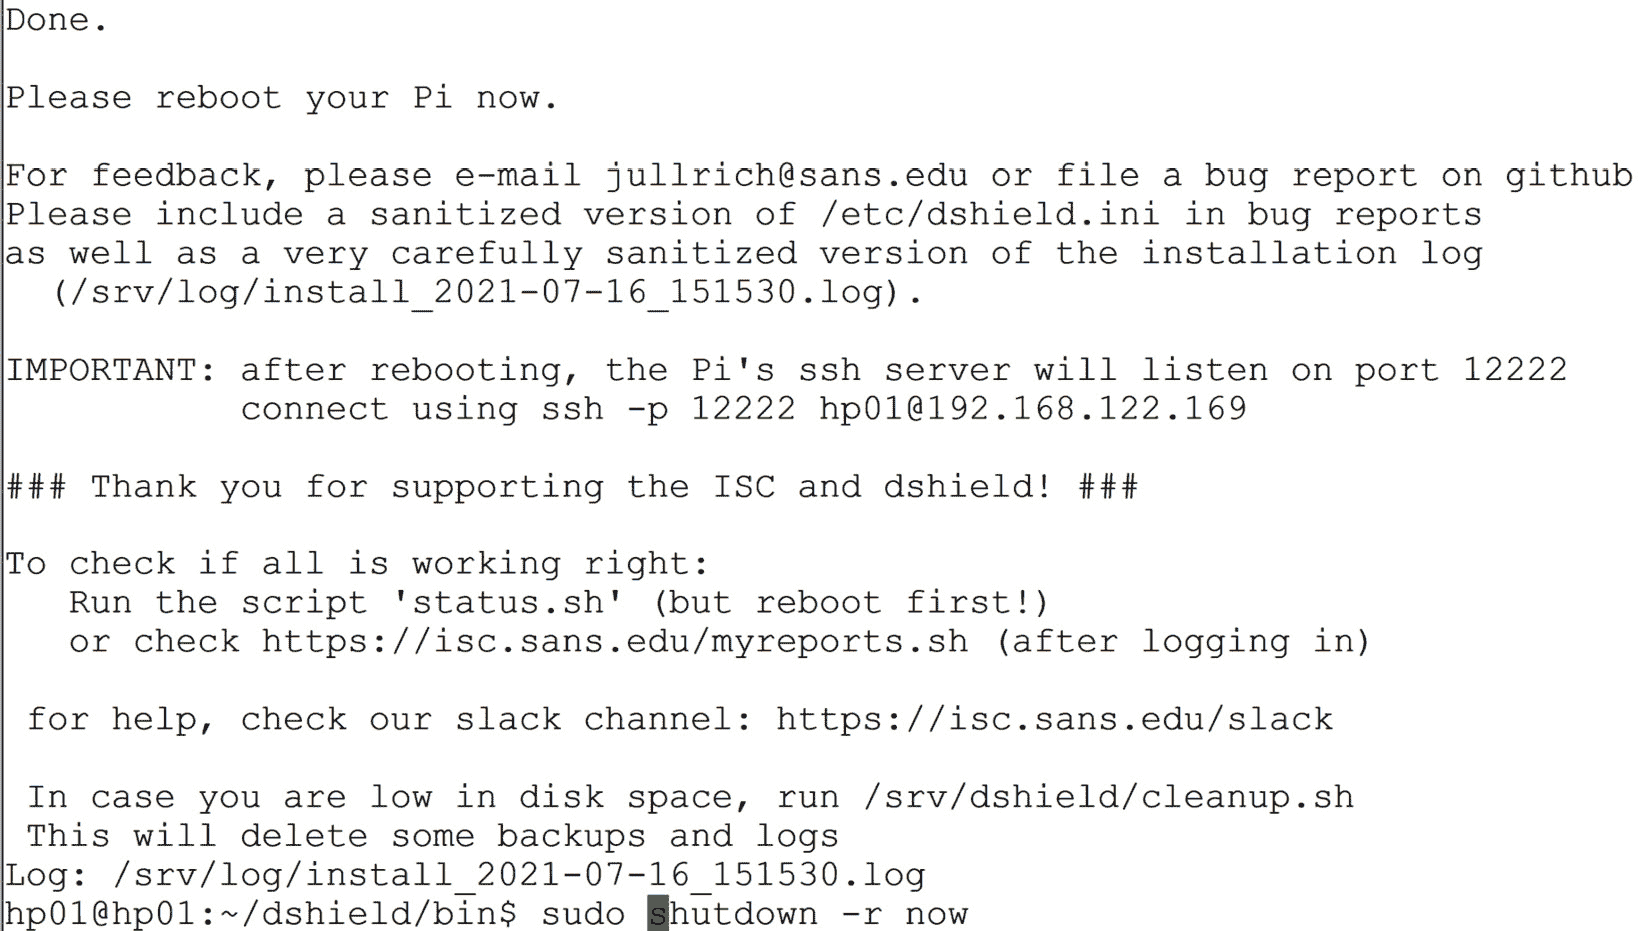 Done.
Please reboot your Pi now.
For feedback, please e-mail jullrich@sans.edu or file a bug report on github
Please include a sanitized version of /etc/dshield.ini in bug reports
as well as a very carefully sanitized version of the installation log
(/srv/log/install_2021-07-16_151530.log).
IMPORTANT: after rebooting, the Pi's ssh server will listen on port 12222
connect using ssh -p 12222 hp01@192.168.122.169
### Thank you for supporting the ISC and dshield! ###
To check if all is working right:
Run the script 'status.sh' (but reboot first!)
or check https://isc.sans.edu/myreports.sh (after logging in)
for help, check our slack channel: https://isc.sans.edu/slack
In case you are low in disk space, run /srv/dshield/cleanup.sh
This will delete some backups and logs
Log: /srv/log/install_2021-07-16_151530.log
hp01@hp01:~/dshield/bin$ sudo shutdown -r now